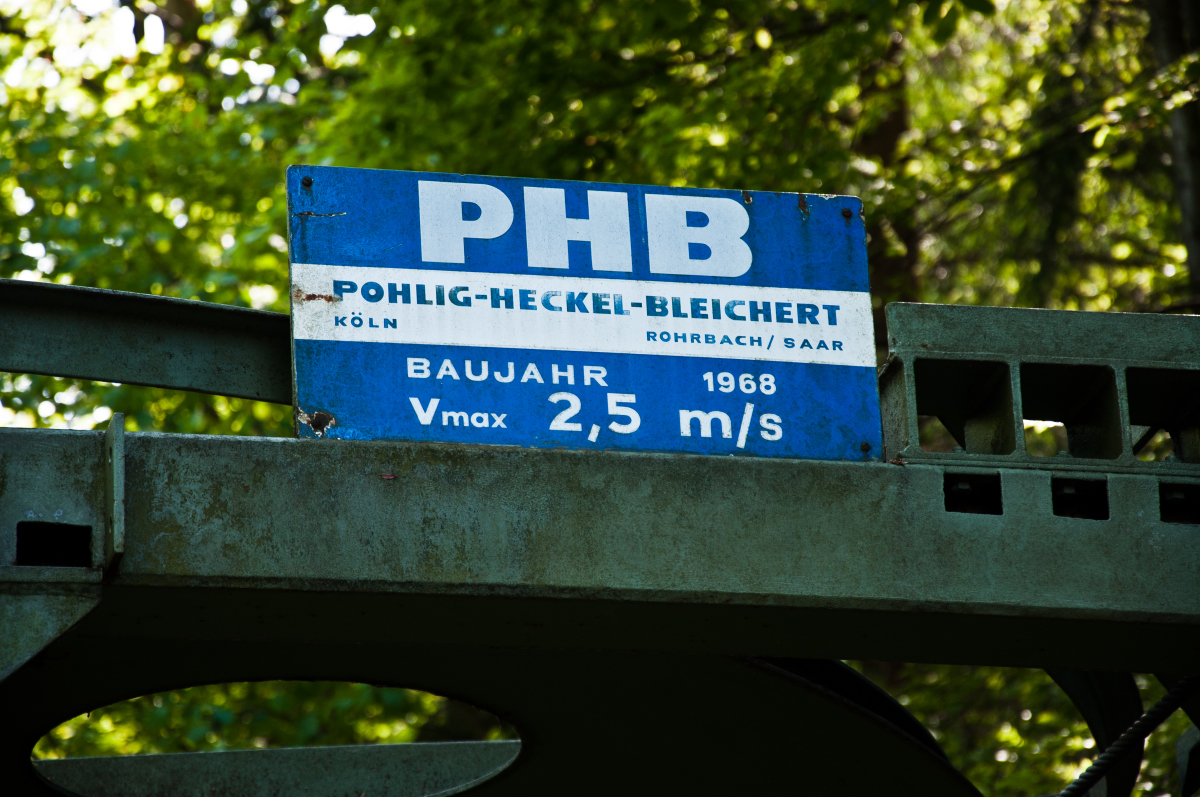 PHB
POHLIG-HECKEL-BLEICHERT
KÖLN
ROHRBACH/SAAR
BAUJAHR 1968
Vmax 2,5 m/s